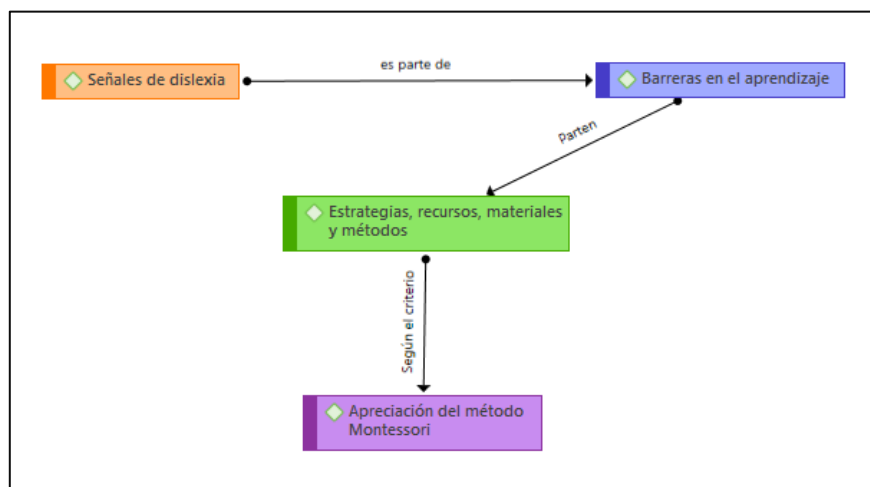 es parte de
Señales de dislexia
Barreras en el aprendizaje
Parten
Estrategias, recursos, materiales
y métodos
Según el criterio
Apreciación del método
Montessori